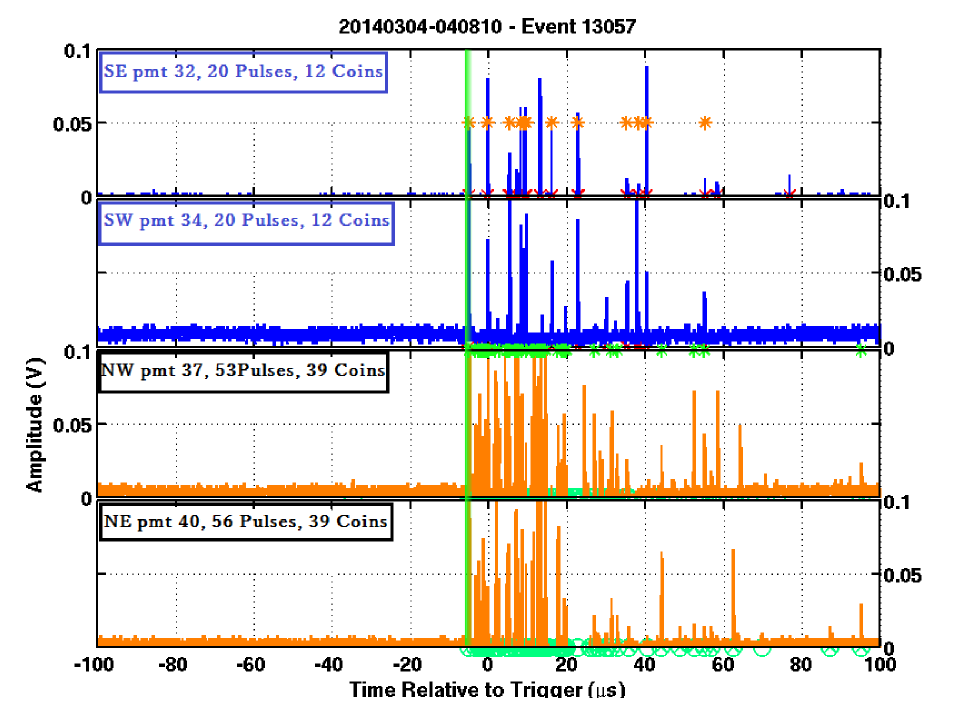 20140304-040810 - Event 13057
0.1
SE pmt 32, 20 Pulses, 12 Coins
0.05
0
0.1
SW pmt 34, 20 Pulses, 12 Coins
0.05
0.1
0
NW pmt 37, 53Pulses, 39 Coins
0.05
0
0.1
NE pmt 40, 56 Pulses, 39 Coins
0.05
0
Amplitude (V)
-100 -80 -60 -40 -20 0 20 40 60 80 100
Time Relative to Trigger (μs)